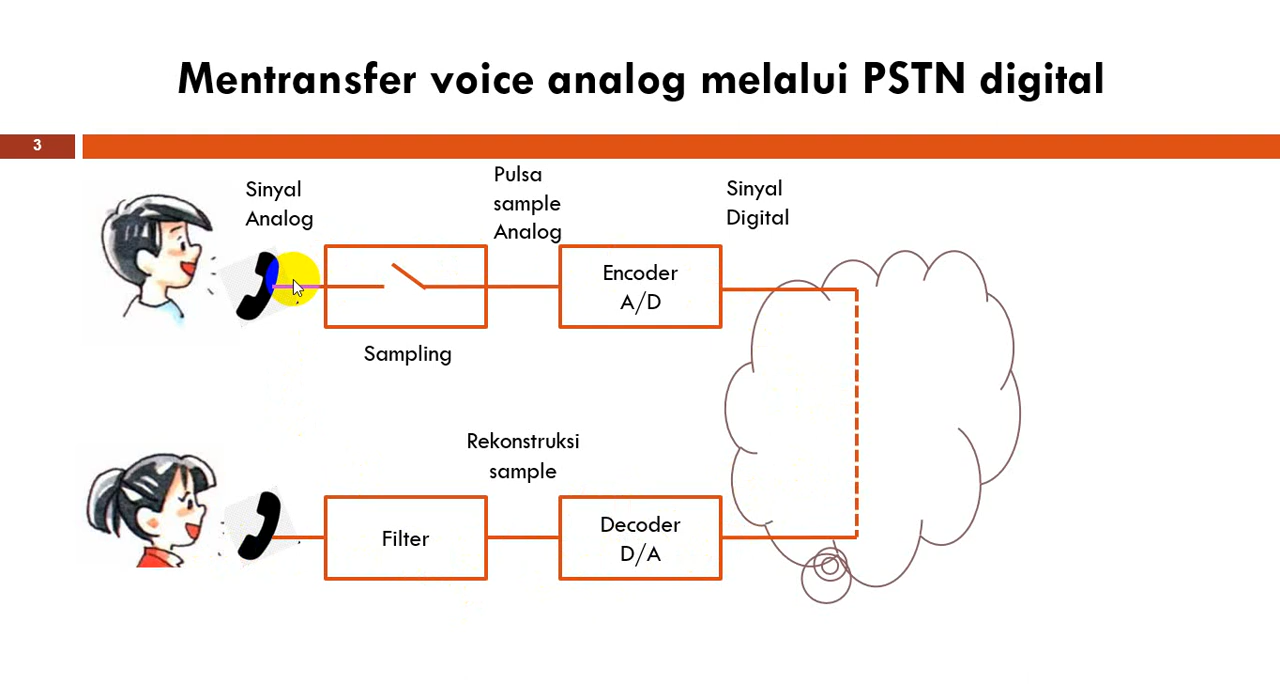 Mentransfer voice analog melalui PSTN digital
3
Sinyal
Analog
Pulsa
sample
Analog
Sinyal
Digital
Encoder
A/D
Sampling
Rekonstruksi
sample
Filter
Decoder
D/A